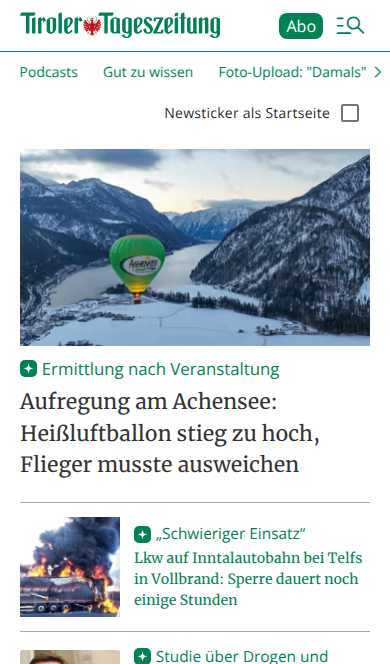 Tiroler Tageszeitung
Abo
Podcasts Gut zu wissen Foto-Upload: "Damals"
Newsticker als Startseite
ACHENSEE
Ermittlung nach Veranstaltung
Aufregung am Achensee:
Heißluftballon stieg zu hoch,
Flieger musste ausweichen
„Schwieriger Einsatz“
Lkw auf Inntalautobahn bei Telfs
in Vollbrand: Sperre dauert noch
einige Stunden
Studie über Drogen und